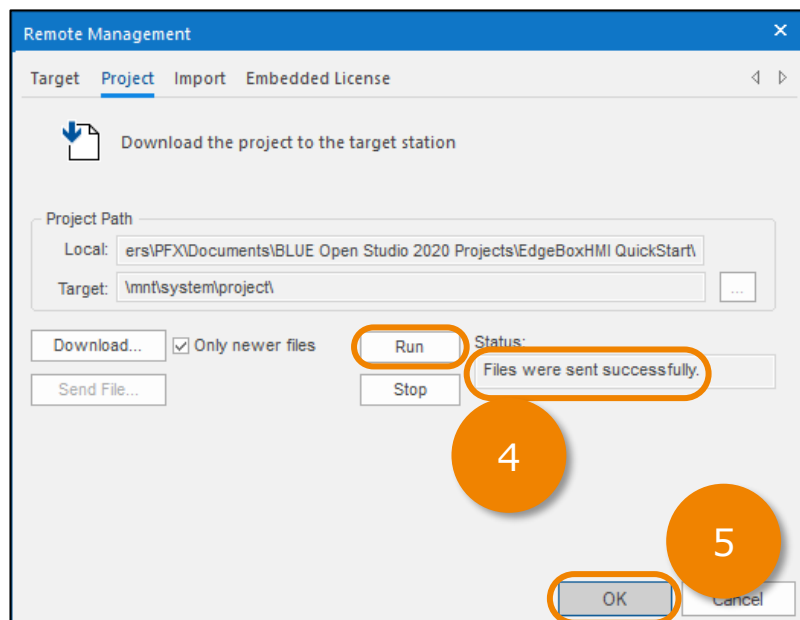 Remote Management
Target Project Import Embedded License
Download the project to the target station
Project Path
Local: ers\PFX\Documents\BLUE Open Studio 2020 Projects\EdgeBoxHMI QuickStart\
Target: \mnt\system\project\ ...
Download... Only newer files Run Status:
Files were sent successfully.
Send File... Stop
4
5
OK Cancel